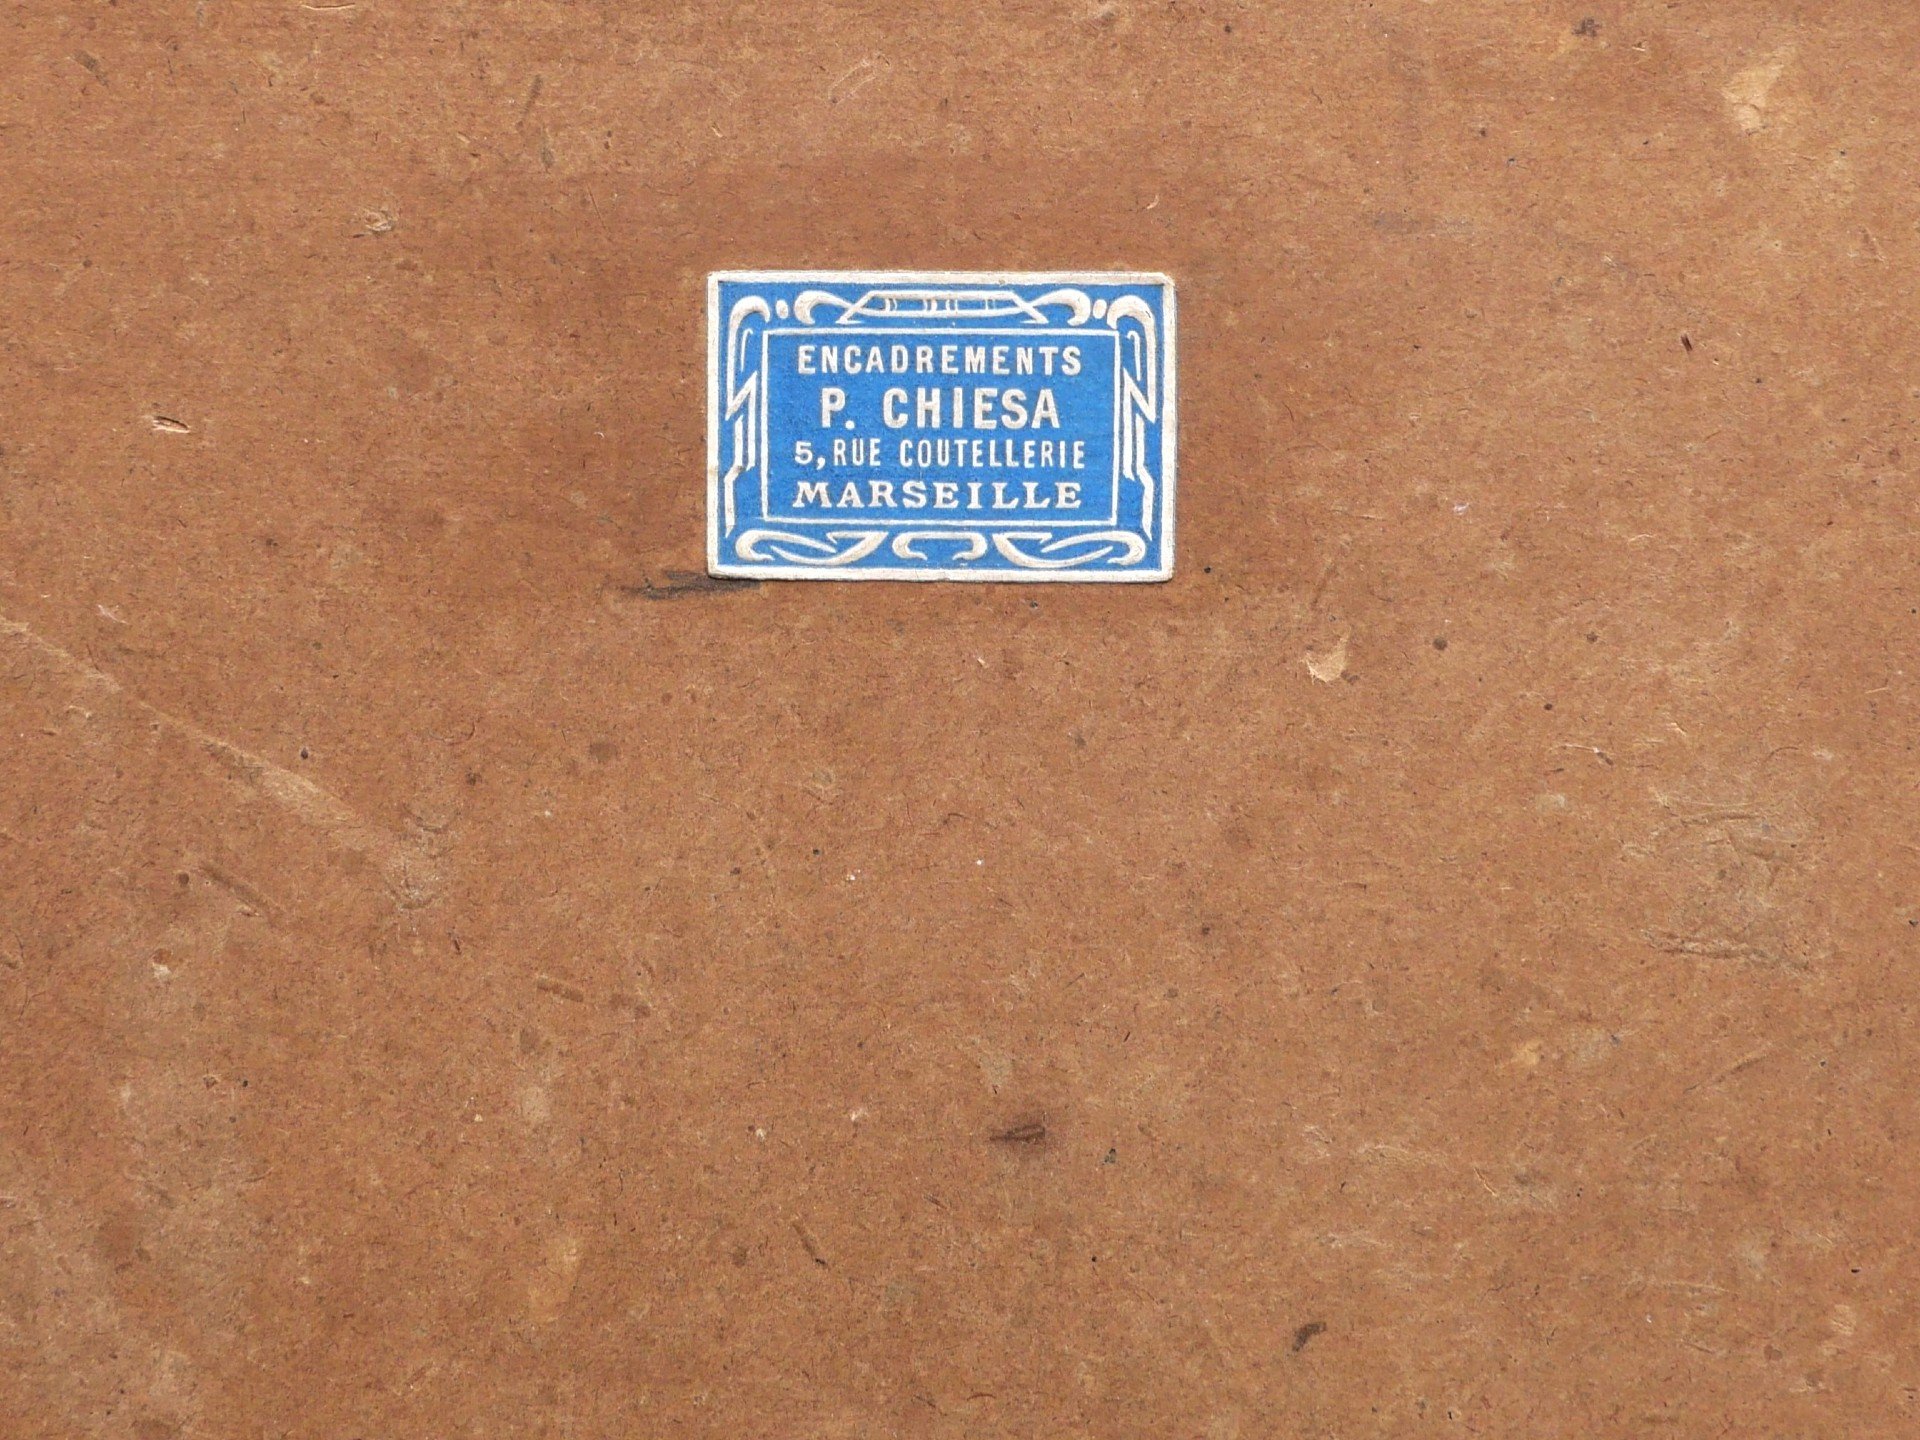 ENCADREMENTS
P. CHIESA
5, RUE COUTELLERIE
MARSEILLE